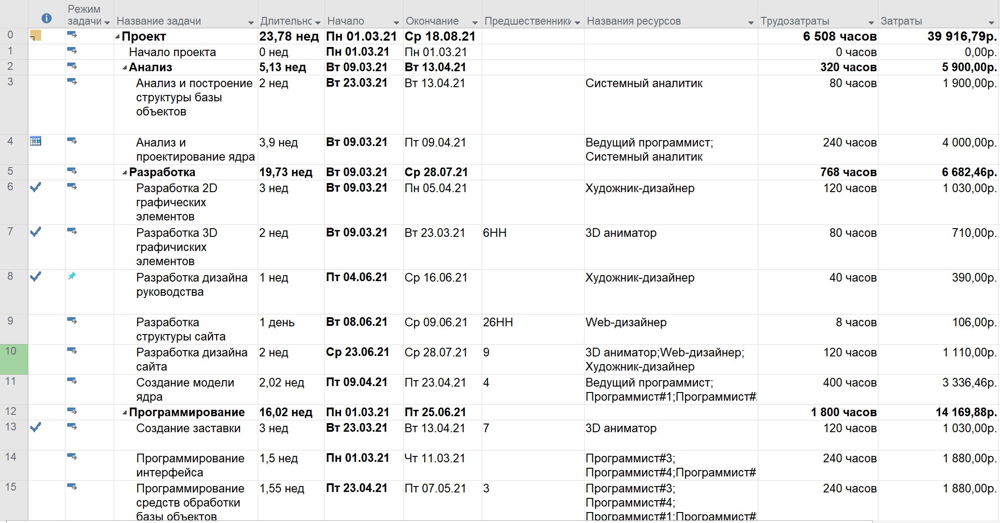 Режим задачи Название задачи Длительнс Начало Окончание Предшественники Названия ресурсов Трудозатраты Затраты
0 Проект 23,78 нед Пн 01.03.21 Ср 18.08.21 6 508 часов 39 916,79р.
1 Начало проекта 0 нед Пн 01.03.21 Пн 01.03.21 0 часов 0,00р.
2 Анализ 5,13 нед Вт 09.03.21 Вт 13.04.21 320 часов 5 900,00р.
3 Анализ и построение 2 нед Вт 23.03.21 Вт 13.04.21 Системный аналитик 80 часов 1 900,00р.
структуры базы
объектов
4 Анализ и 3,9 нед Вт 09.03.21 Пт 09.04.21 Ведущий программист; 240 часов 4 000,00р.
проектирование ядра Системный аналитик
5 Разработка 19,73 нед Вт 09.03.21 Ср 28.07.21 768 часов 6 682,46р.
6 Разработка 2D 3 нед Вт 09.03.21 Пн 05.04.21 Художник-дизайнер 120 часов 1 030,00р.
графических
элементов
7 Разработка 3D 2 нед Вт 09.03.21 Вт 23.03.21 6НН 3D аниматор 80 часов 710,00р.
графичиских
элементов
8 Разработка дизайна 1 нед Пт 04.06.21 Ср 16.06.21 Художник-дизайнер 40 часов 390,00р.
руководства
9 Разработка 1 день Вт 08.06.21 Ср 09.06.21 26НН Web-дизайнер 8 часов 106,00р.
структуры сайта
10 Разработка дизайна 2 нед Ср 23.06.21 Ср 28.07.21 9 3D аниматор;Web-дизайнер; 120 часов 1 110,00р.
сайта Художник-дизайнер
11 Создание модели 2,02 нед Пт 09.04.21 Пт 23.04.21 4 Ведущий программист; 400 часов 3 336,46р.
ядра Программист#1;Программист#
12 Программирование 16,02 нед Пн 01.03.21 Пт 25.06.21 1 800 часов 14 169,88р.
13 Создание заставки 3 нед Вт 23.03.21 Вт 13.04.21 7 3D аниматор 120 часов 1 030,00р.
14 Программирование 1,5 нед Пн 01.03.21 Чт 11.03.21 Программист#3; 240 часов 1 880,00р.
интерфейса Программист#4;Программист#
15 Программирование 1,55 нед Пт 23.04.21 Пт 07.05.21 3 Программист#3; 240 часов 1 880,00р.
средств обработки Программист#4;
базы объектов Программист#1;Программист#